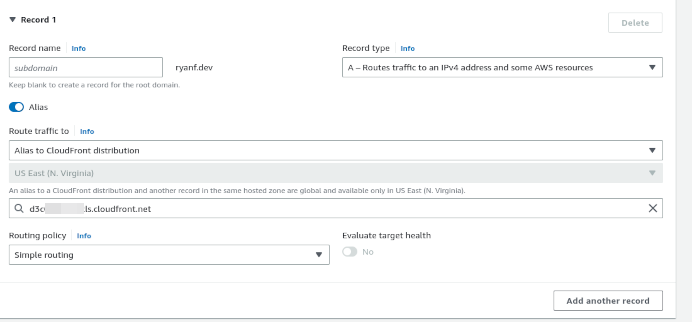 Record 1
Delete
Record name Info
subdomain
ryanf.dev
Keep blank to create a record for the root domain.
Record type Info
A – Routes traffic to an IPv4 address and some AWS resources
Alias
Route traffic to Info
Alias to CloudFront distribution
US East (N. Virginia)
An alias to a CloudFront distribution and another record in the same hosted zone are global and available only in US East (N. Virginia).
ls.cloudfront.net
Routing policy Info
Simple routing
Evaluate target health
No
Add another record